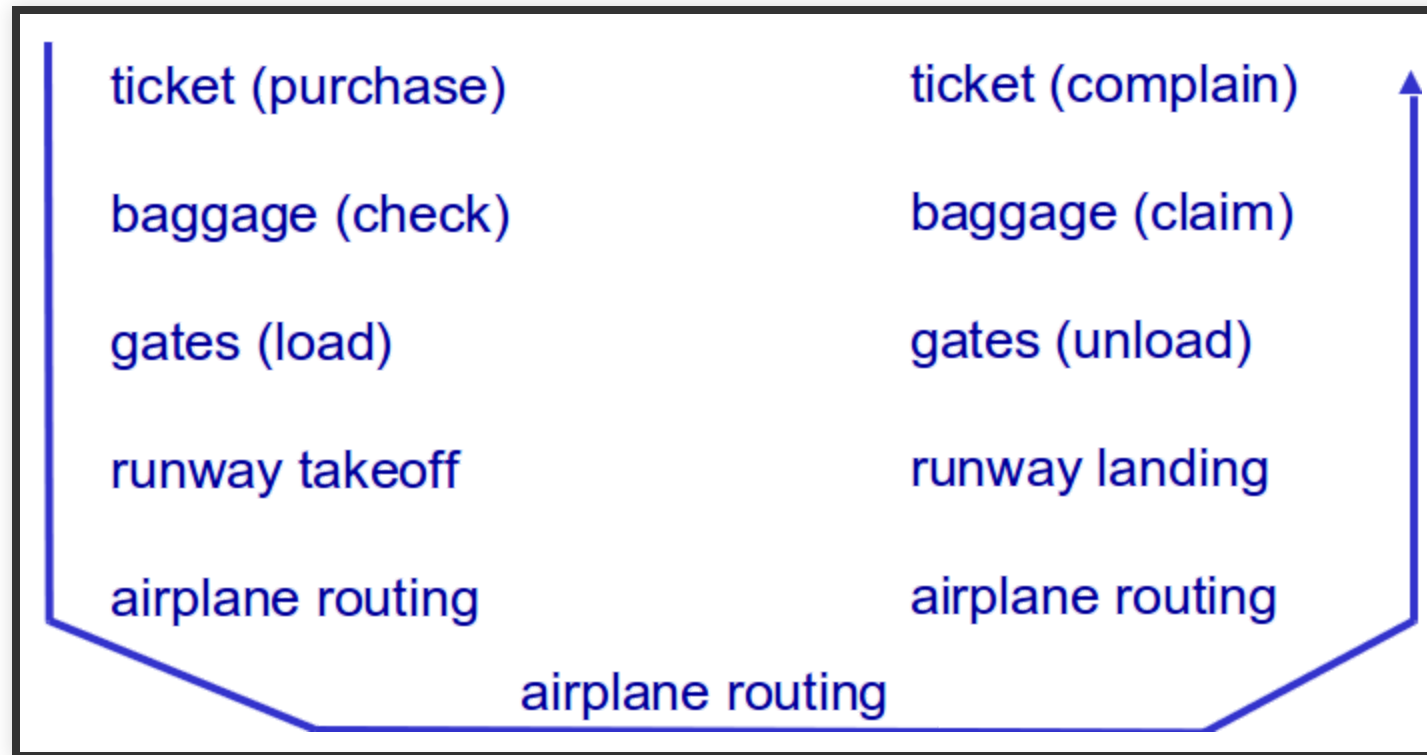 ticket (purchase)
baggage (check)
gates (load)
runway takeoff
airplane routing
ticket (complain)
baggage (claim)
gates (unload)
runway landing
airplane routing
airplane routing